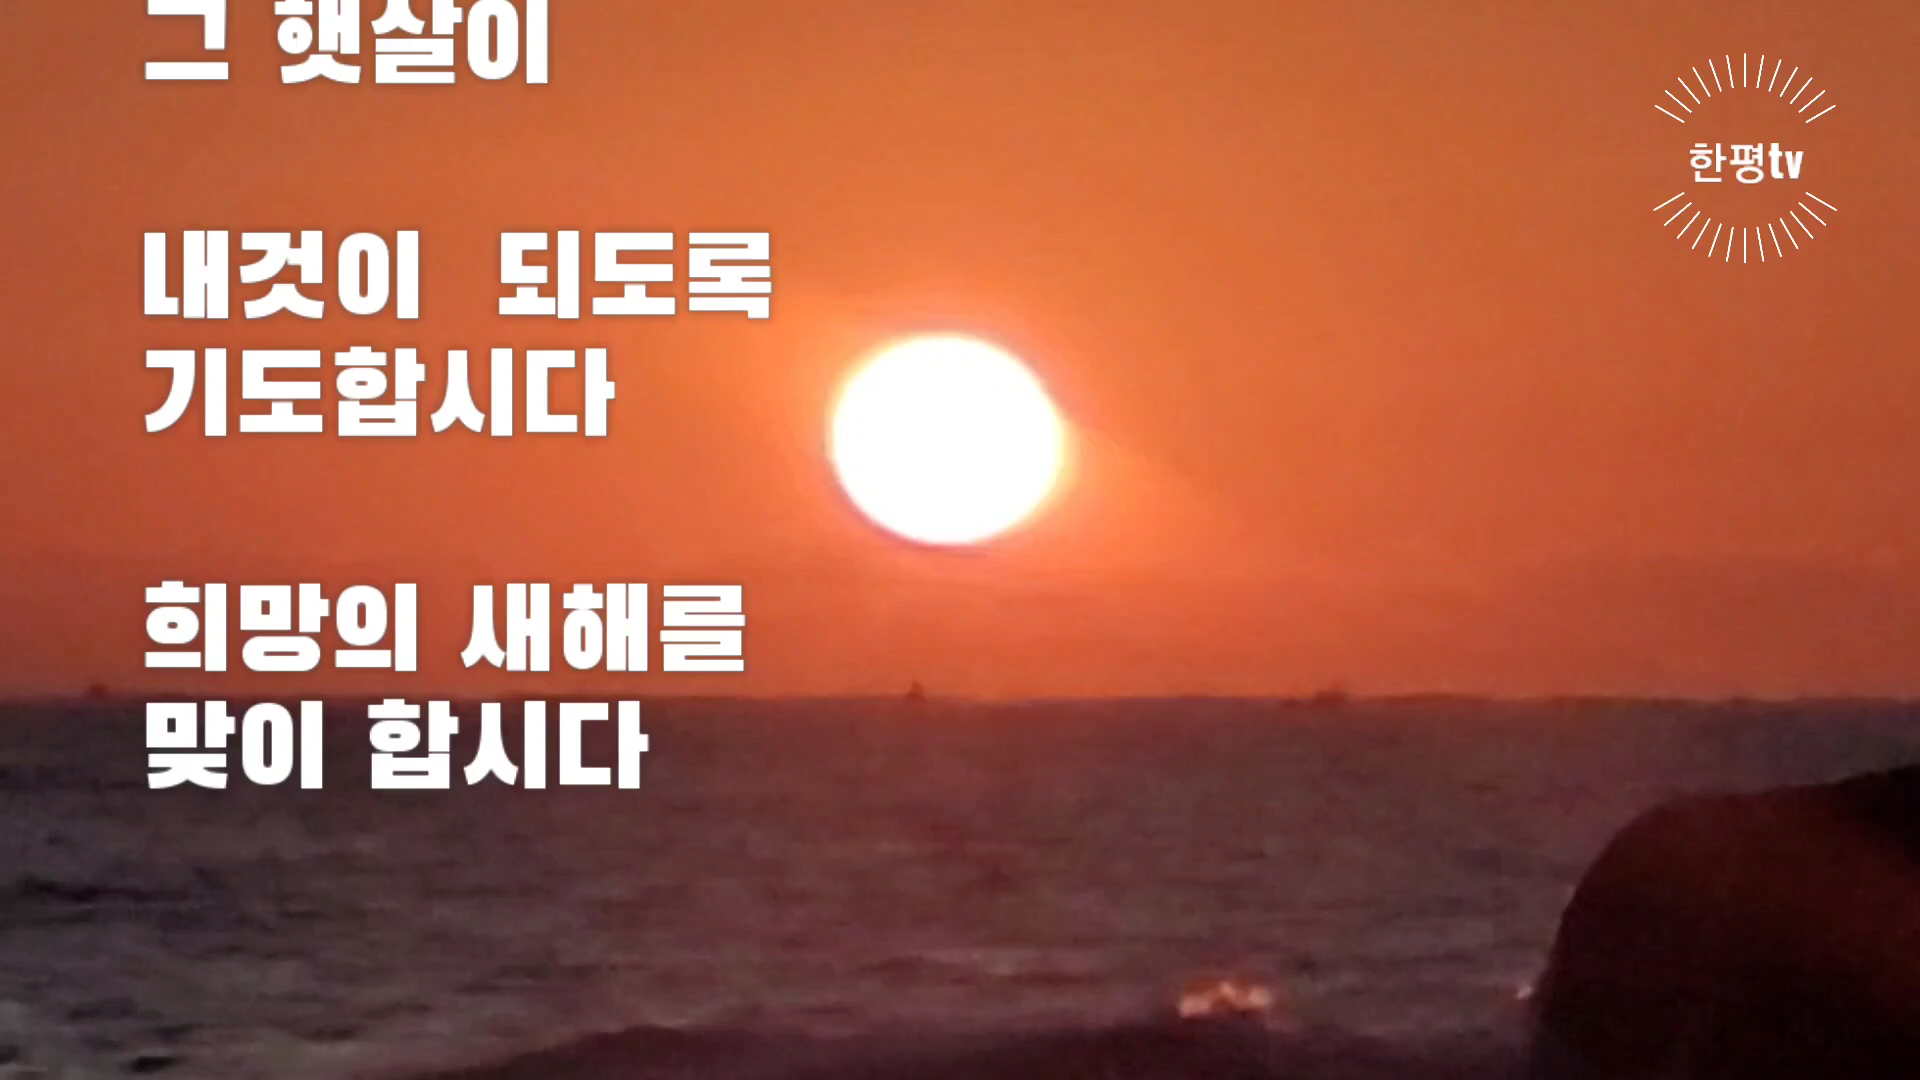 그 햇살이
한평tv
내것이 되도록
기도합시다
희망의 새해를
맞이 합시다